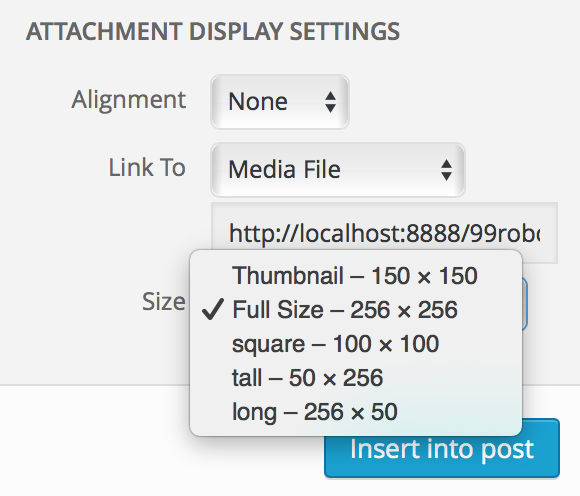 ATTACHMENT DISPLAY SETTINGS
Alignment None
Link To Media File
http://localhost:8888/99robo
Size
Thumbnail – 150 × 150
✓ Full Size – 256 × 256
square – 100 × 100
tall – 50 × 256
long – 256 × 50
Insert into post